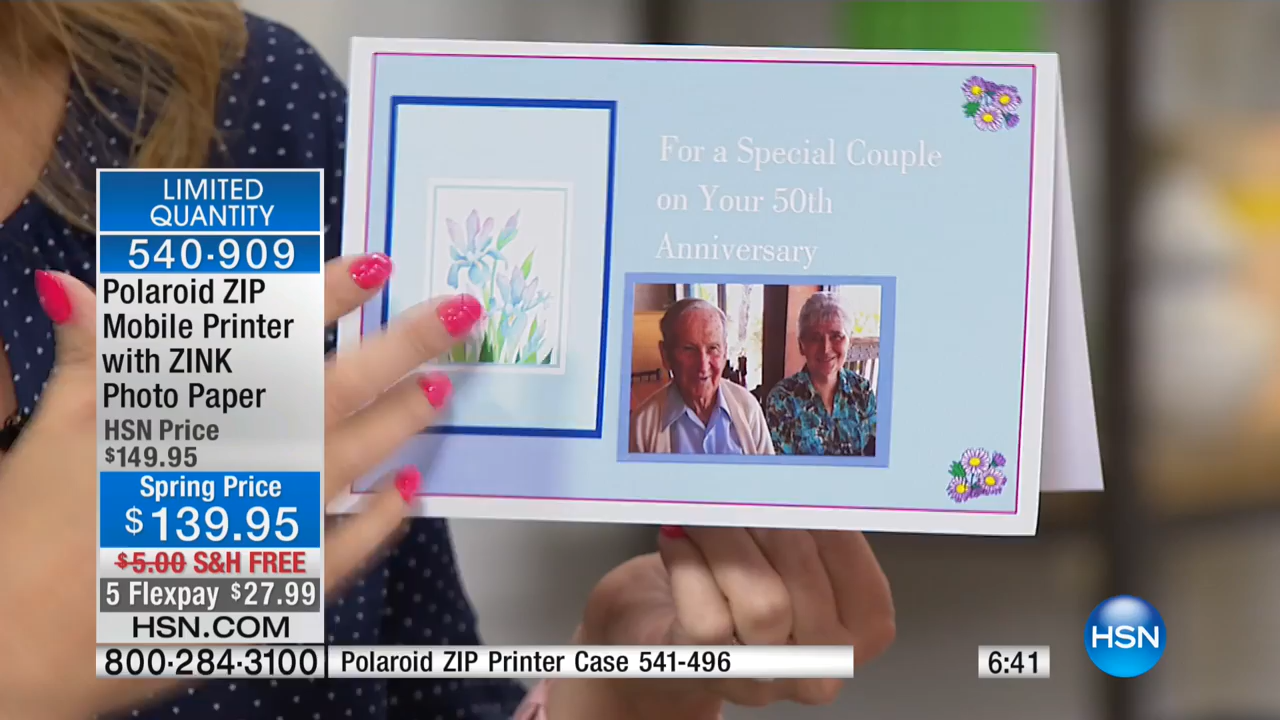 For a Special Couple
on Your 50th
Anniversary
LIMITED
QUANTITY
540-909
Polaroid ZIP
Mobile Printer
with ZINK
Photo Paper
HSN Price
$149.95
Spring Price
$139.95
$5.00 S&H FREE
5 Flexpay $27.99
HSN.COM
800-284-3100
Polaroid ZIP Printer Case 541-496
6:41
HSN